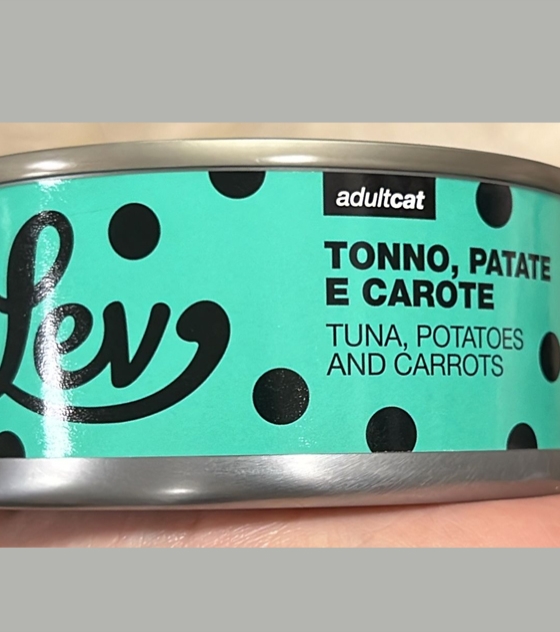 Lev
adultcat
TONNO, PATATE
E CAROTE
TUNA, POTATOES
AND CARROTS